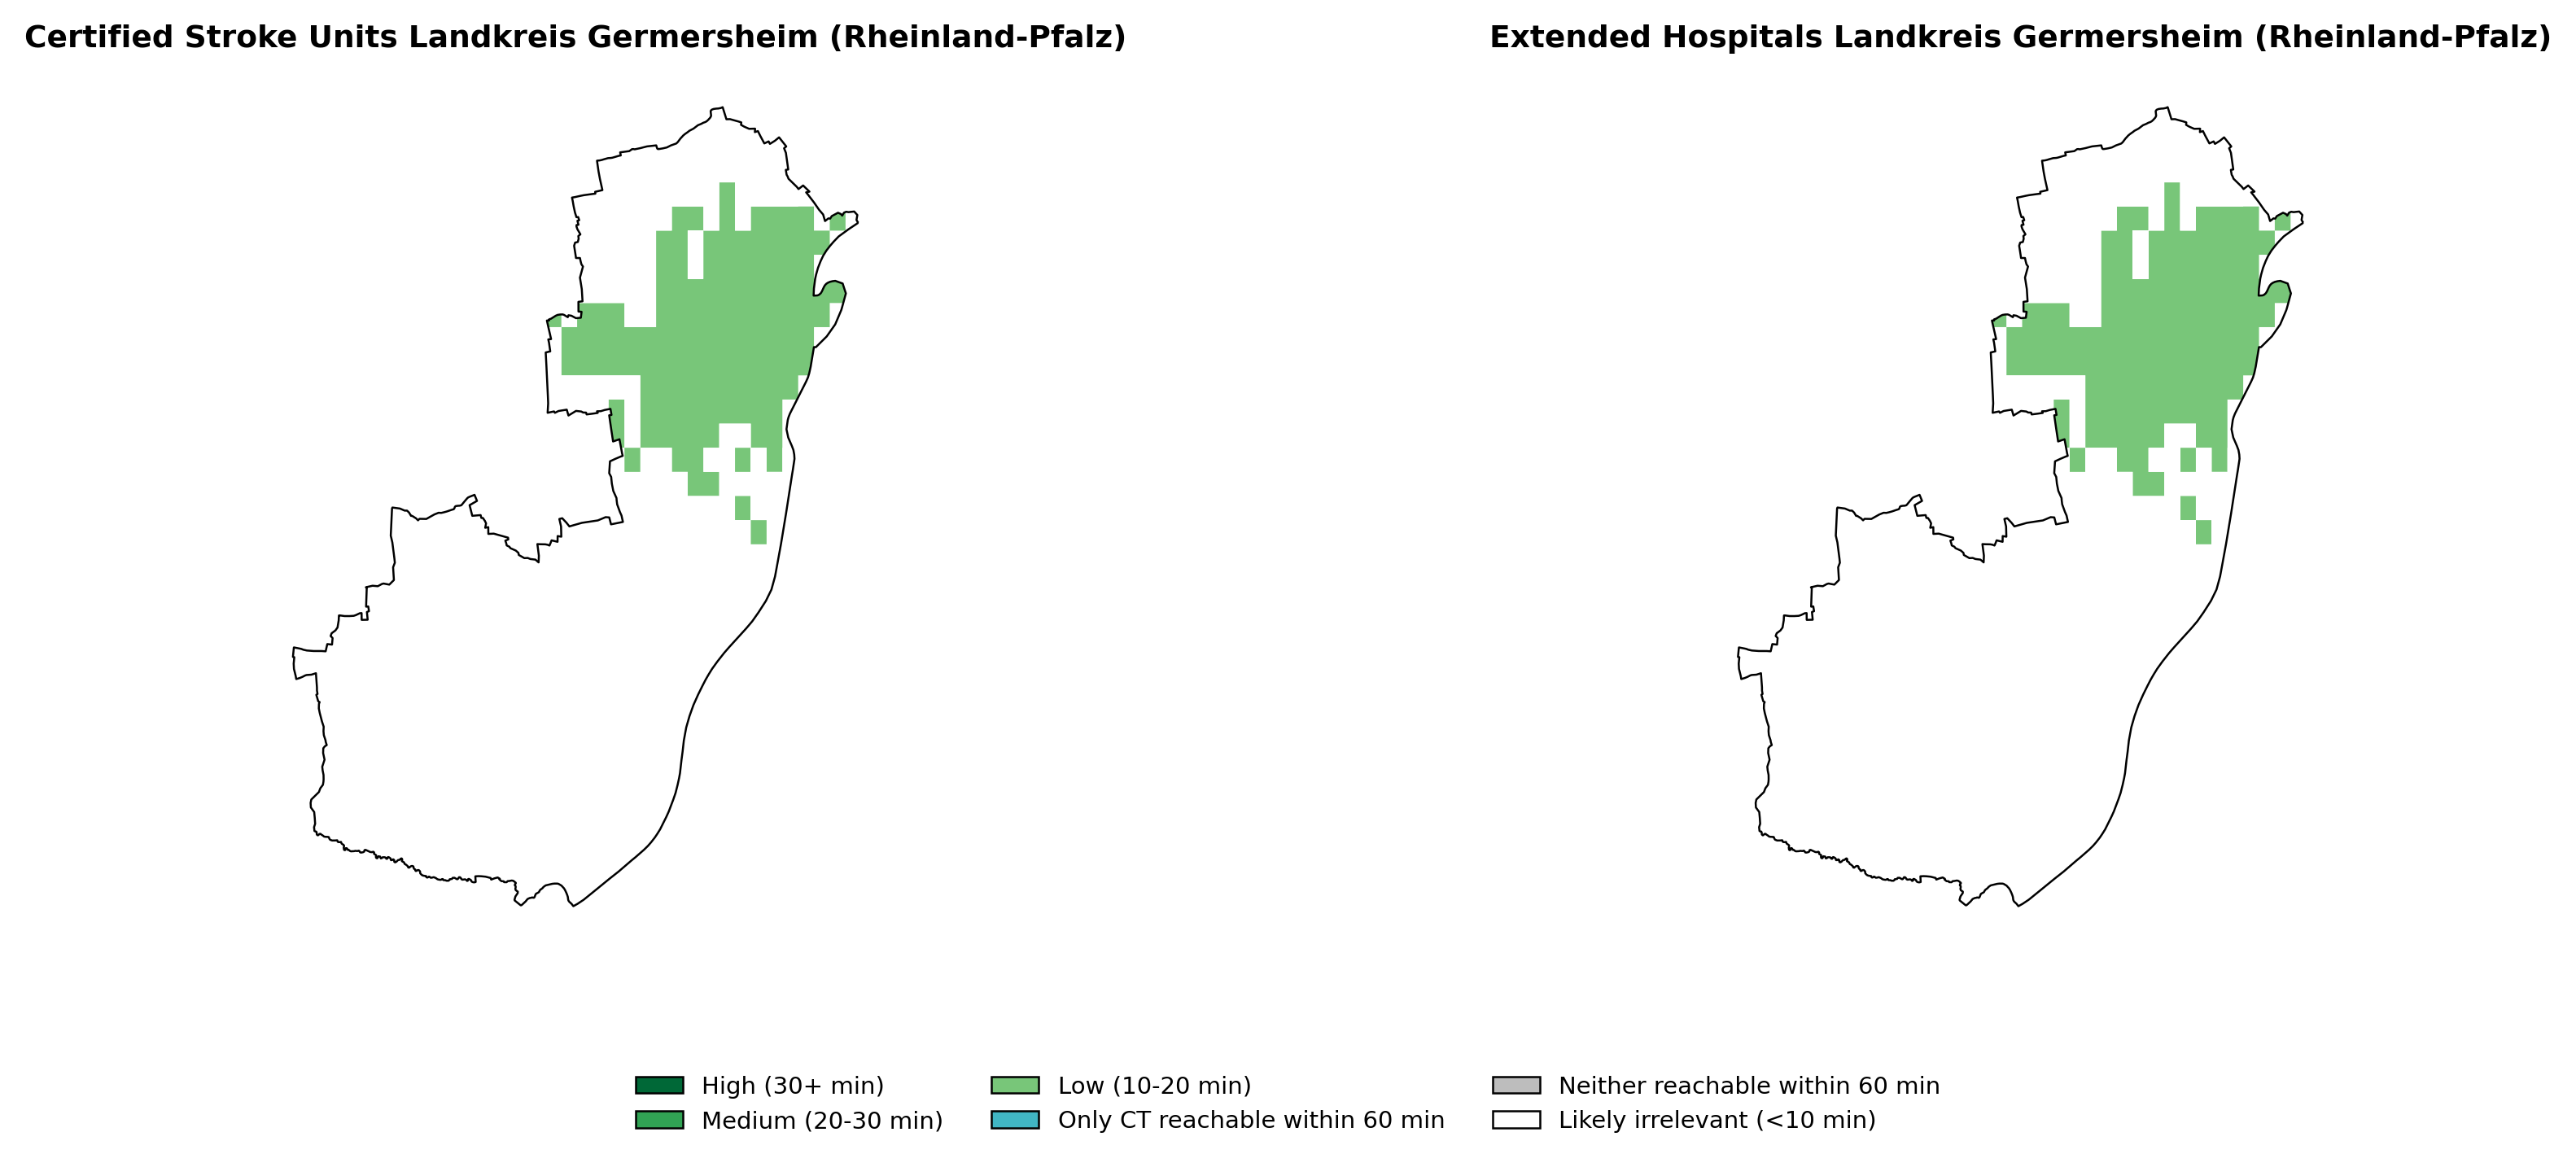 Certified Stroke Units Landkreis Germersheim (Rheinland-Pfalz)
Extended Hospitals Landkreis Germersheim (Rheinland-Pfalz)
High (30+ min)
Medium (20-30 min)
Low (10-20 min)
Only CT reachable within 60 min
Neither reachable within 60 min
Likely irrelevant (<10 min)